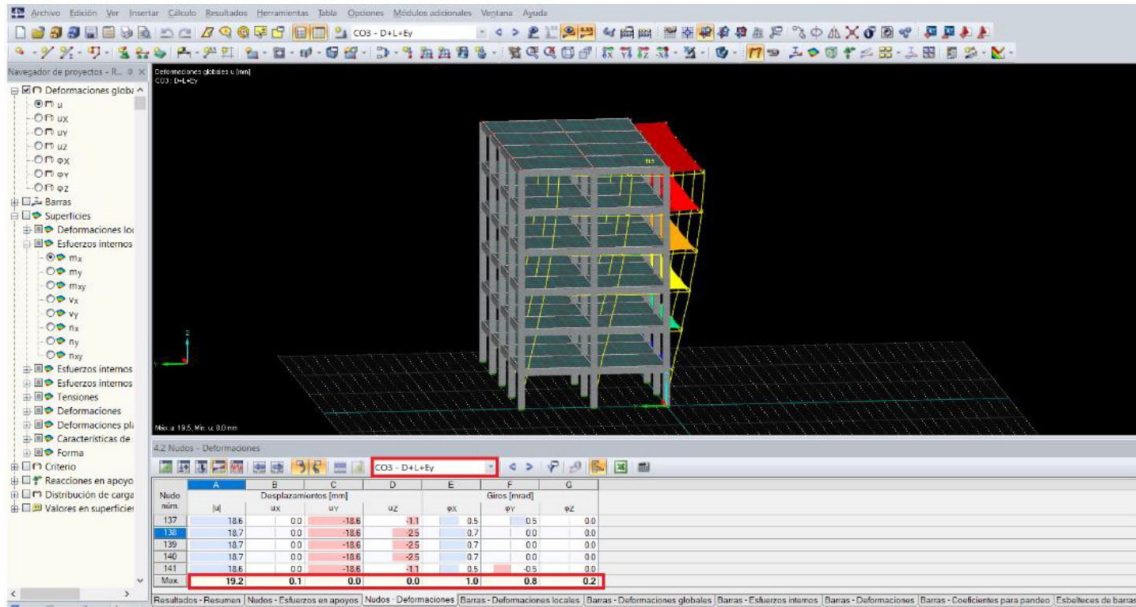 Archivo Edición Ver Insertar Cálculo Resultados Herramientas Tabla Opciones Módulos adicionales Ventana Ayuda
CO3 - D+L+Ey
Navegador de proyectos - R...
Deformaciones globa
u
uX
uY
uZ
φX
φY
φZ
Barras
Superficies
Deformaciones lo
Esfuerzos internos
mx
my
mxy
vx
vy
nx
ny
nxy
Esfuerzos internos
Esfuerzos internos
Tensiones
Deformaciones
Deformaciones pla
Características de
Forma
Criterio
Reacciones en apoyo
Distribución de carga
Valores en superficies
Deformaciones globales u [mm]
CO3 : D+L+Ey
Z
Máx u: 19.5, Mín u: 0.0 mm
4.2 Nudos - Deformaciones
CO3 - D+L+Ey
A B C D E F G
Nudo Desplazamientos [mm] Giros [mrad]
núm. |u| uX uY uZ φX φY φZ
137 18.6 0.0 -18.6 -1.1 0.5 0.5 0.0
138 18.7 0.0 -18.6 -2.5 0.7 0.0 0.0
139 18.7 0.0 -18.6 -2.5 0.7 0.0 0.0
140 18.7 0.0 -18.6 -2.5 0.7 0.0 0.0
141 18.6 0.0 -18.6 -1.1 0.5 -0.5 0.0
Max. 19.2 0.1 0.0 0.0 1.0 0.8 0.2
Resultados - Resumen Nudos - Esfuerzos en apoyos Nudos - Deformaciones Barras - Deformaciones locales Barras - Deformaciones globales Barras - Esfuerzos internos Barras - Deformaciones Barras - Coeficientes para pandeo Esbelteces de barras